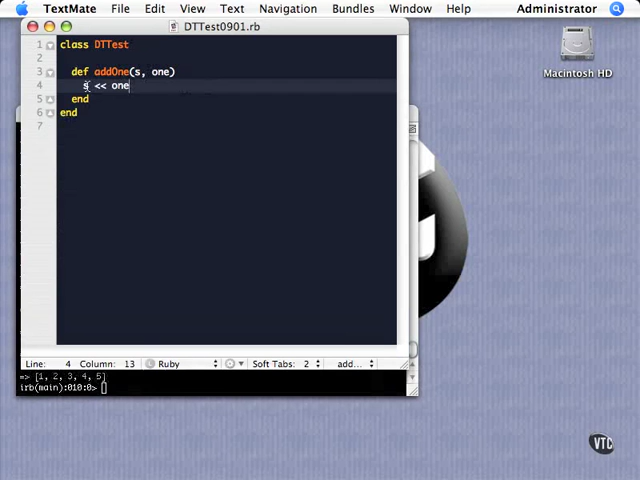 TextMate File Edit View Text Navigation Bundles Window Help Administrator
DTTest0901.rb
1 class DTTest
2
3 def addOne(s, one)
4 s << one
5 end
6 end
7
Macintosh HD
Line: 4 Column: 13 Ruby Soft Tabs: 2 add...
=> [1, 2, 3, 4, 5]
irb(main):010:0>
VTC